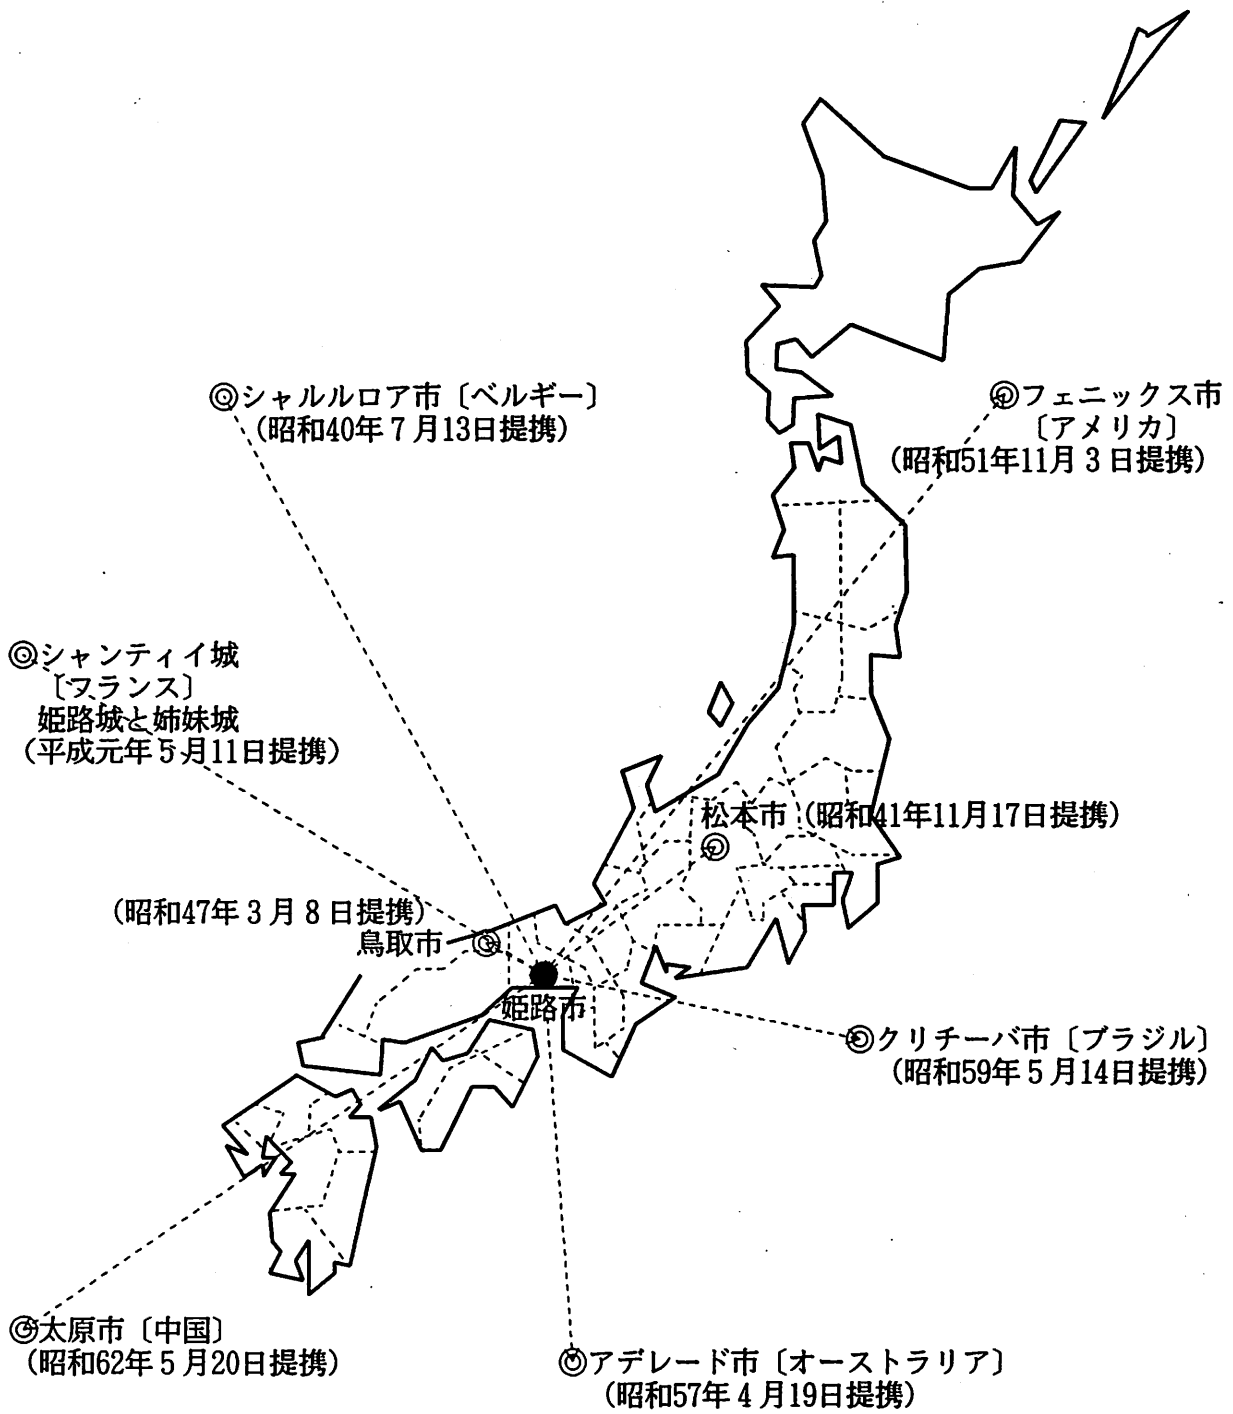 ◎シャルルロア市〔ベルギー〕
（昭和40年７月13日提携）
◎フェニックス市
〔アメリカ〕
（昭和51年11月３日提携）
◎シャンティイ城
〔フランス〕
姫路城と姉妹城
（平成元年５月11日提携）
松本市（昭和41年11月17日提携）
（昭和47年３月８日提携）
鳥取市
姫路市
◎クリチーバ市〔ブラジル〕
（昭和59年５月14日提携）
◎太原市〔中国〕
（昭和62年５月20日提携）
◎アデレード市〔オーストラリア〕
（昭和57年４月19日提携）